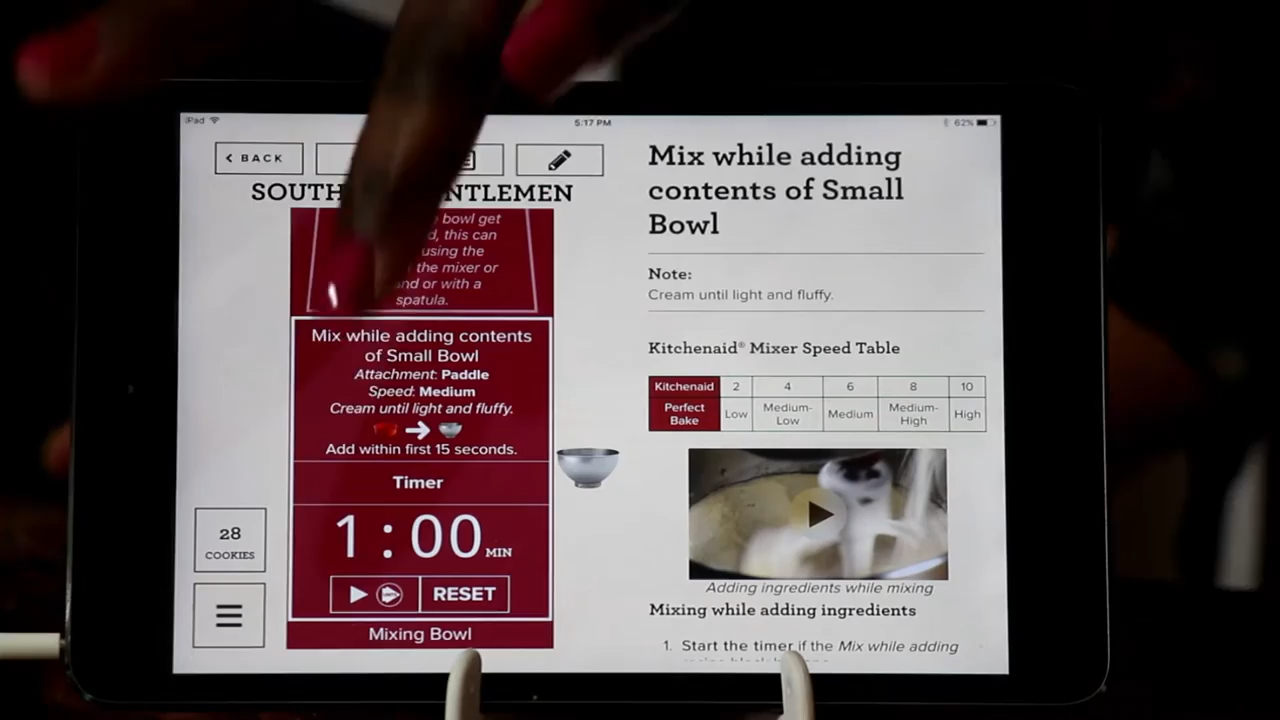 iPad
5:17 PM
62%
BACK
SOUTH NTLEMEN
bowl get
this can
using the
the mixer or
or with a
spatula.
Mix while adding contents
of Small Bowl
Attachment: Paddle
Speed: Medium
Cream until light and fluffy.
Add within first 15 seconds.
Timer
1:00 MIN
RESET
Mixing Bowl
28
COOKIES
Mix while adding
contents of Small
Bowl
Note:
Cream until light and fluffy.
Kitchenaid® Mixer Speed Table
Kitchenaid 2 4 6 8 10
Perfect Bake Low Medium-Low Medium Medium-High High
Adding ingredients while mixing
Mixing while adding ingredients
1. Start the timer if the Mix while adding